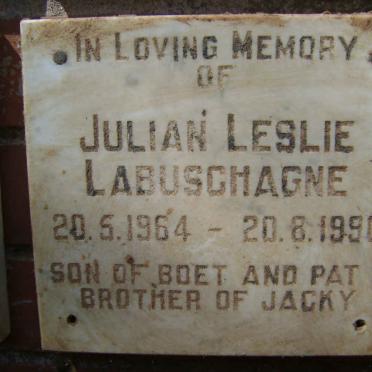 IN LOVING MEMORY
OF
JULIAN LESLIE
LABUSCHAGNE
20.5.1964 - 20.8.1990
SON OF BOET AND PAT
BROTHER OF JACKY